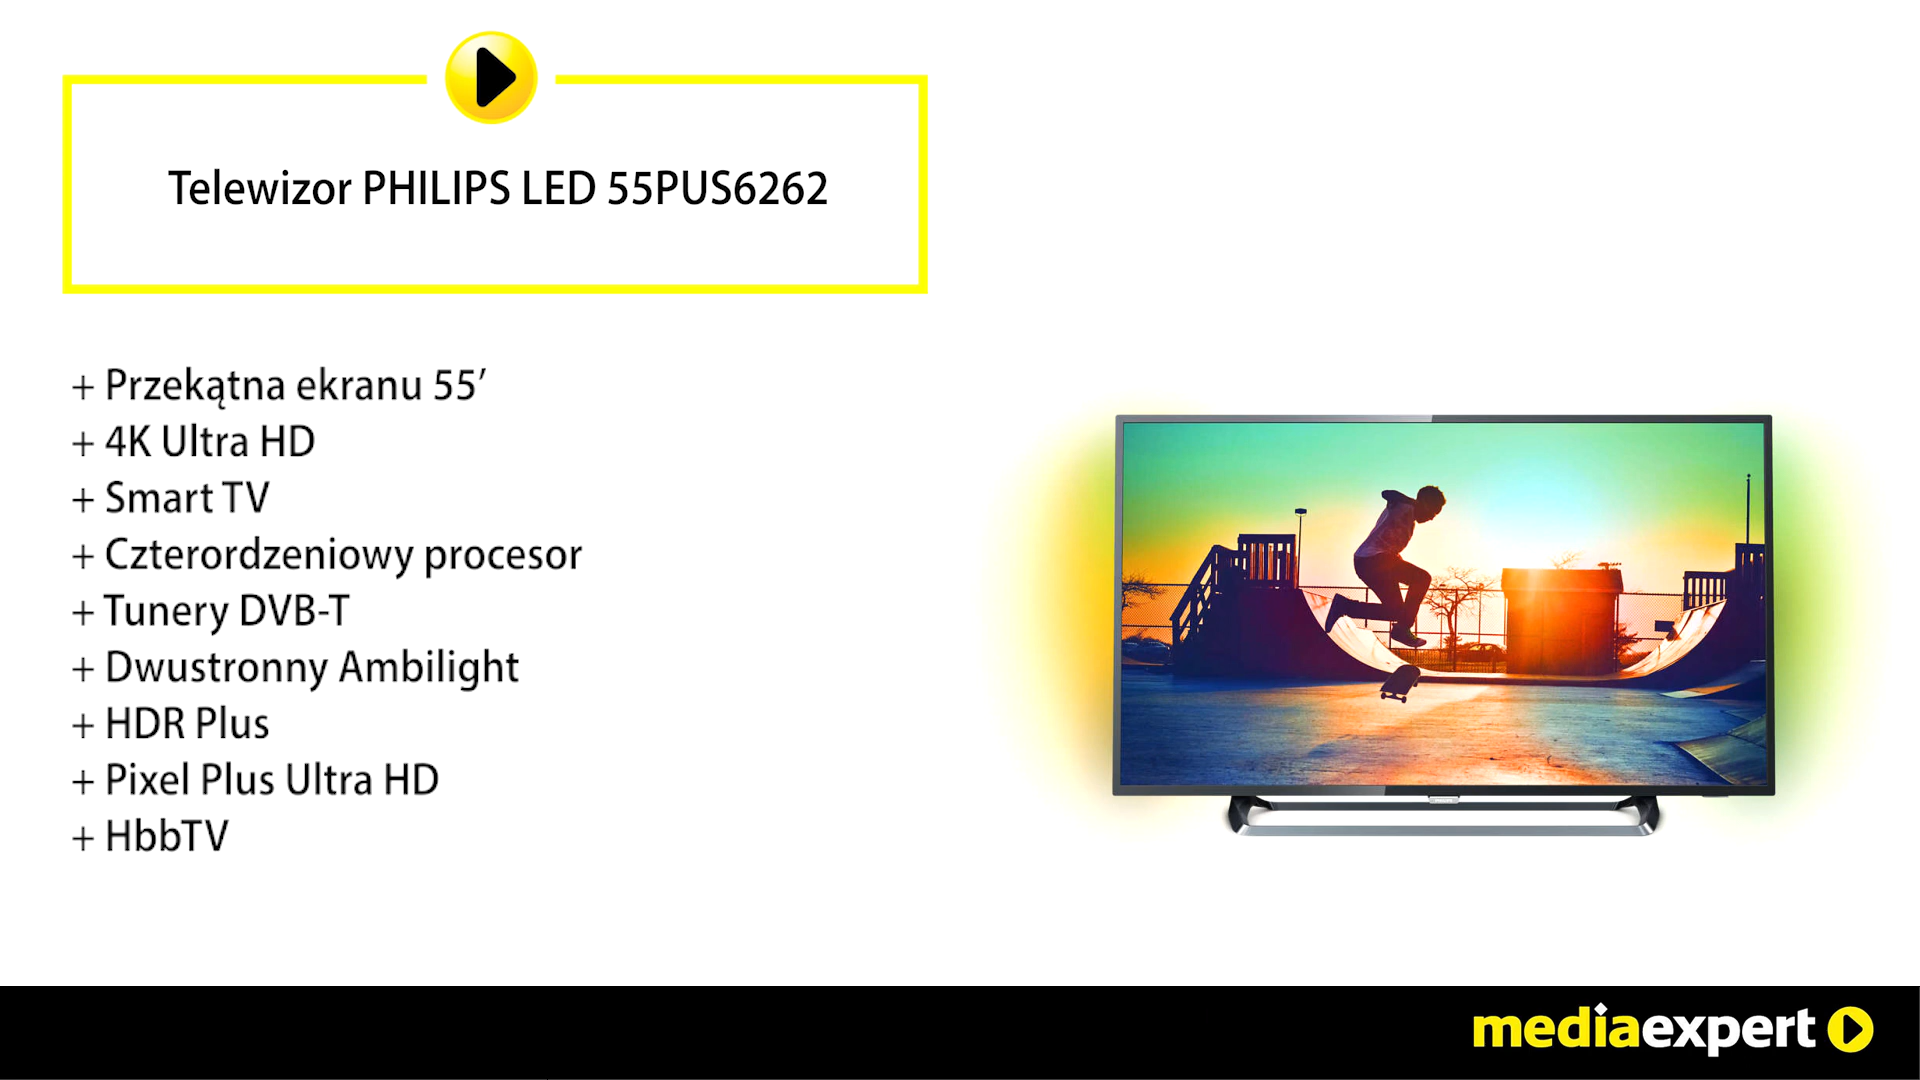 Telewizor PHILIPS LED 55PUS6262
+ Przekątna ekranu 55’
+ 4K Ultra HD
+ Smart TV
+ Czterordzeniowy procesor
+ Tunery DVB-T
+ Dwustronny Ambilight
+ HDR Plus
+ Pixel Plus Ultra HD
+ HbbTV
mediaexpert